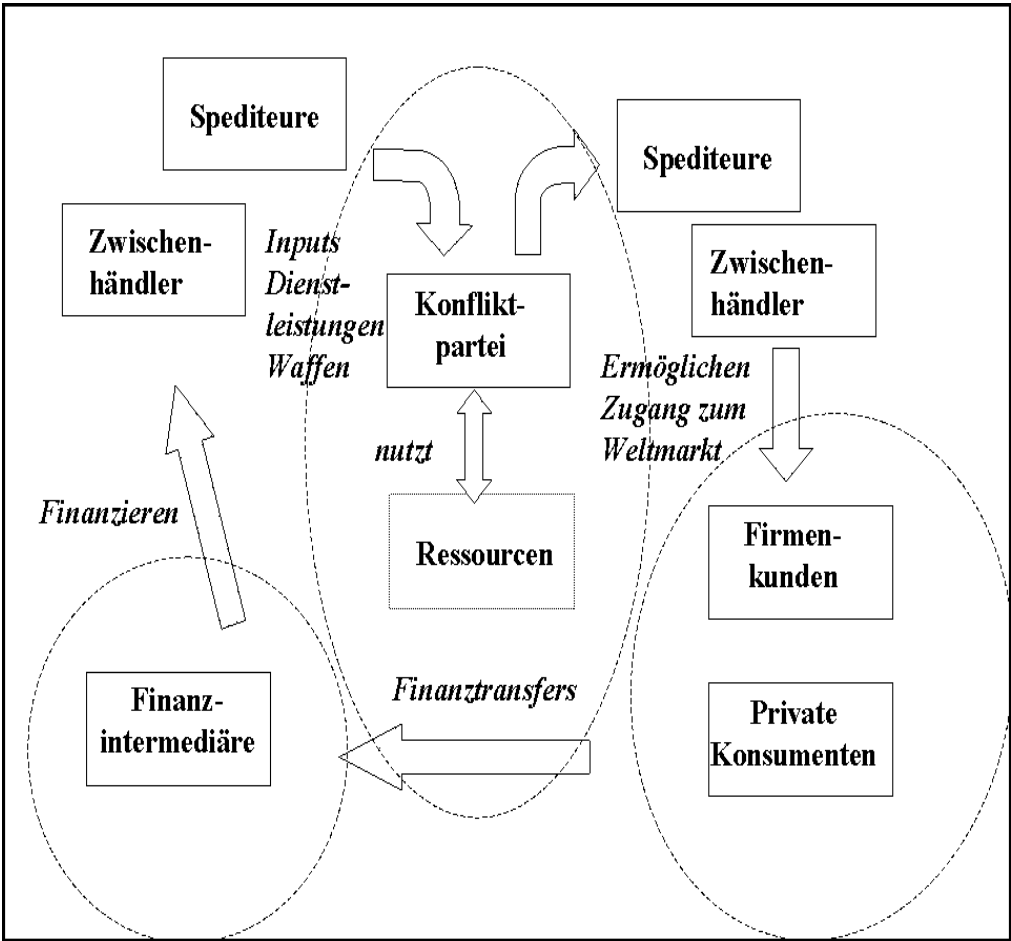 Spediteure
Spediteure
Zwischen-
händler
Inputs
Dienst-
leistungen
Waffen
Zwischen-
händler
Konflikt-
partei
Ermöglichen
Zugang zum
Weltmarkt
nutzt
Finanzieren
Ressourcen
Firmen-
kunden
Finanz-
intermediäre
Finanztransfers
Private
Konsumenten